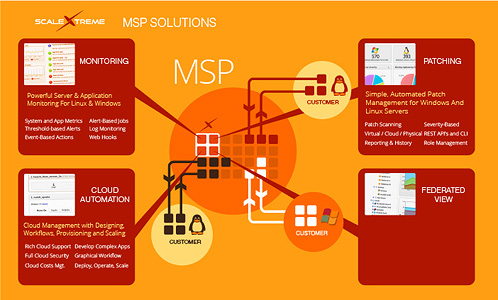 SCALEXTREME MSP SOLUTIONS
MONITORING
Powerful Server & Application
Monitoring For Linux & Windows
System and App Metrics Alert-Based Jobs
Threshold-based Alerts Log Monitoring
Event-Based Actions Web Hooks
MSP
CUSTOMER
570
393
PATCHING
Simple, Automated Patch
Management for Windows And
Linux Servers
Patch Scanning Severity-Based
Virtual / Cloud / Physical REST APIs and CLI
Reporting & History Role Management
CLOUD
AUTOMATION
Cloud Management with Designing,
Workflows, Provisioning and Scaling
Rich Cloud Support Develop Complex Apps
Full Cloud Security Graphical Workflow
Cloud Costs Mgt. Deploy, Operate, Scale
CUSTOMER
CUSTOMER
FEDERATED
VIEW